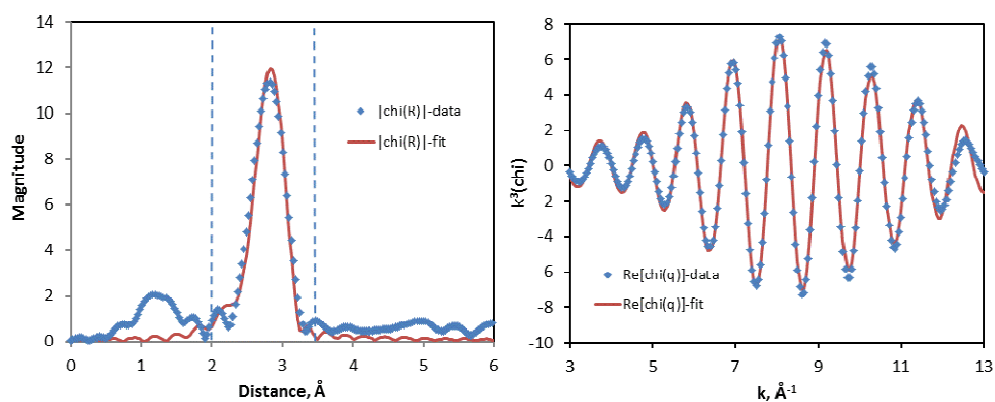 14
12
10
8
6
4
2
0
Magnitude
|chi(R)|-data
|chi(R)|-fit
0 1 2 3 4 5 6
Distance, Å
8
6
4
2
0
2
4
6
-8
-10
k³(chi)
Re[chi(q)]-data
Re[chi(q)]-fit
3 5 7 9 11 13
k, Å⁻¹